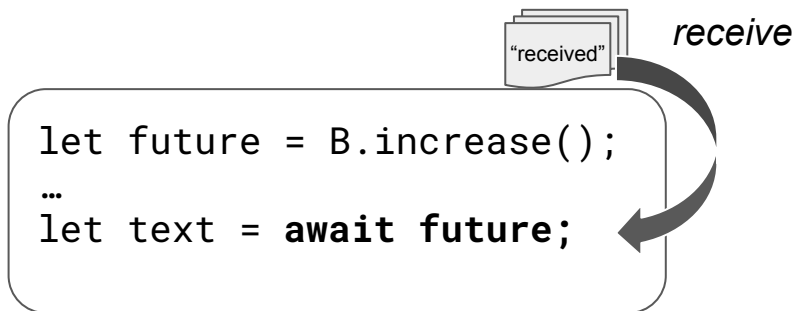 receive
“received”
let future = B.increase();
…
let text = await future;